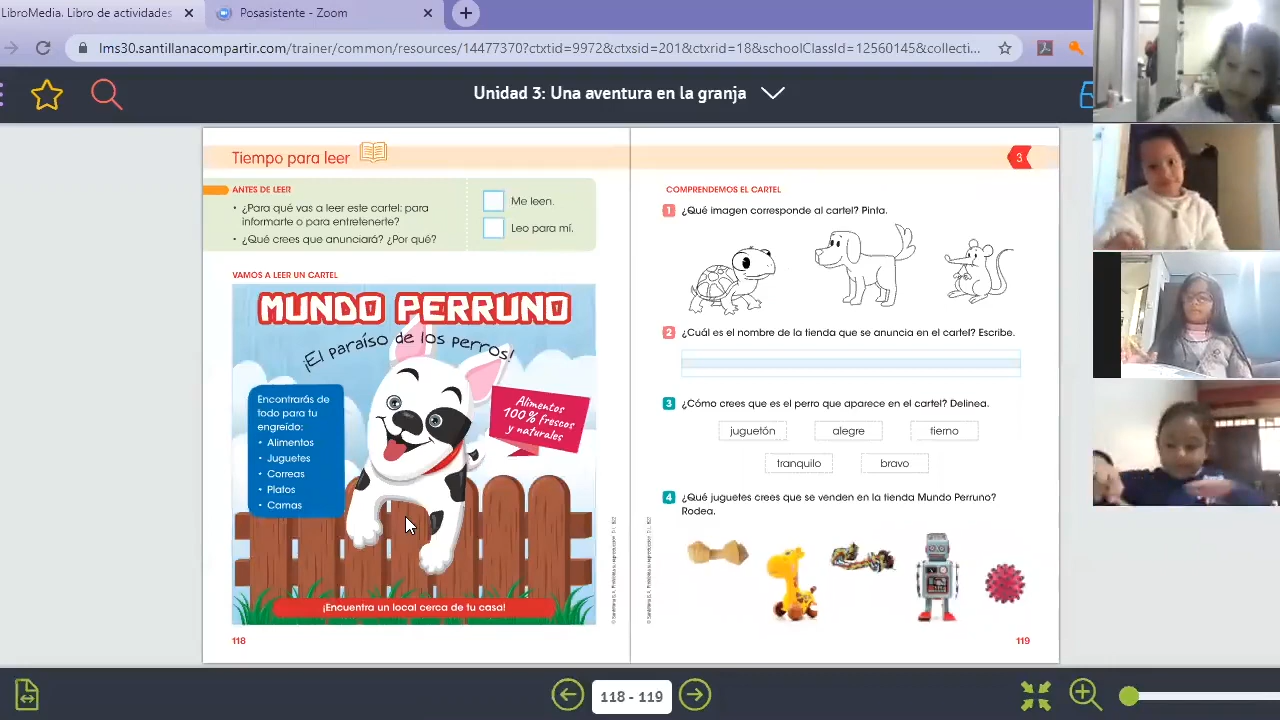 LibroMedia. Libro de actividades
Posasistente - Zoom
lms30.santillanacompartir.com/trainer/common/resources/14477370?ctxtid=9972&ctxsid=201&ctxrid=18&schoolClassId=12560145&collecti...
Unidad 3: Una aventura en la granja
Tiempo para leer
ANTES DE LEER
• ¿Para qué vas a leer este cartel: para
informarte o para entretenerte?
• ¿Qué crees que anunciará? ¿Por qué?
Me leen.
Leo para mí.
VAMOS A LEER UN CARTEL
MUNDO PERRUNO
¡El paraíso de los perros!
Encontrarás de
todo para tu
engreído:
• Alimentos
• Juguetes
• Correas
• Platos
• Camas
Alimentos
100% frescos
y naturales
¡Encuentra un local cerca de tu casa!
118
3
COMPRENDEMOS EL CARTEL
1 ¿Qué imagen corresponde al cartel? Pinta.
2 ¿Cuál es el nombre de la tienda que se anuncia en el cartel? Escribe.
3 ¿Cómo crees que es el perro que aparece en el cartel? Delinea.
juguetón alegre tierno
tranquilo bravo
4 ¿Qué juguetes crees que se venden en la tienda Mundo Perruno?
Rodea.
119
118 - 119